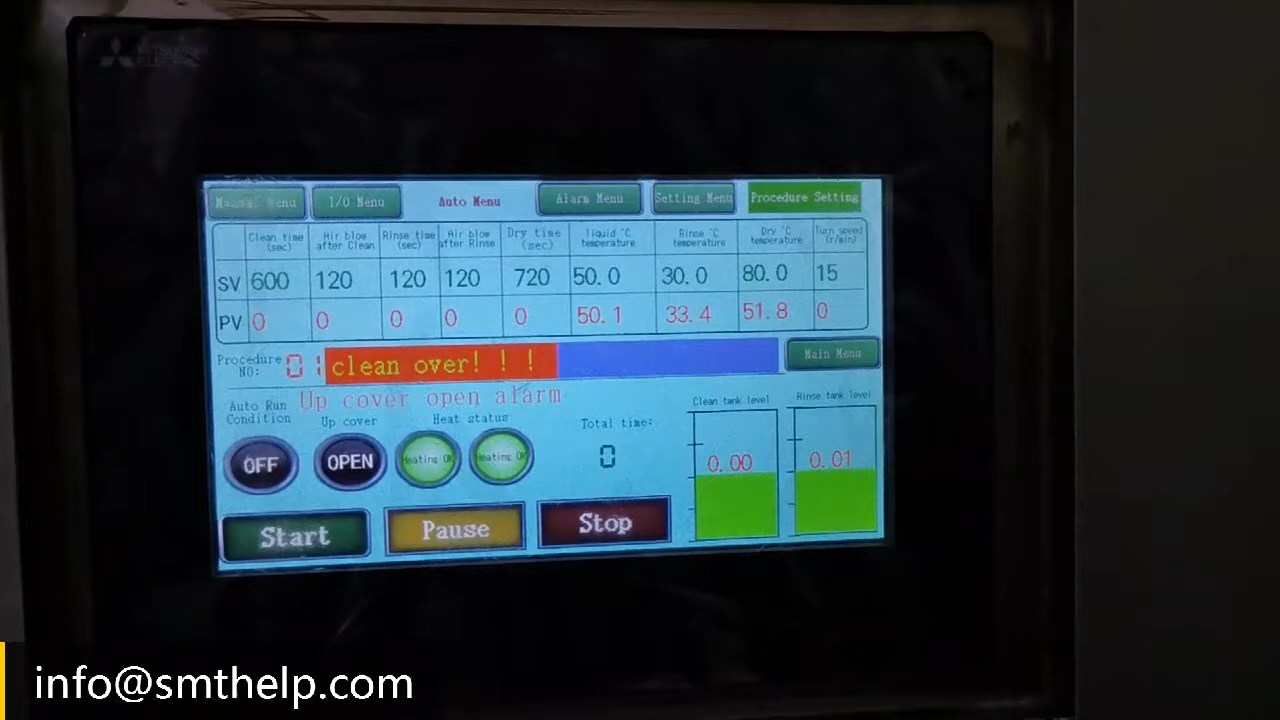 MITSUBISHI
ELECTRIC
Manual Menu
I/O Menu
Auto Menu
Alarm Menu
Setting Menu
Procedure Setting
Clean time (sec)
Air blow after Clean
Rinse time (sec)
Air blow after Rinse
Dry time (sec)
liquid °C temperature
Rinse °C temperature
Dry °C temperature
Turn speed (r/min)
SV 600 120 120 120 720 50.0 30.0 80.0 15
PV 0 0 0 0 0 50.1 33.4 51.8 0
Procedure NO: 01
clean over!!!
Main Menu
Up cover open alarm
Auto Run Condition
Up cover
Heat status
Total time:
Clean tank level
Rinse tank level
OFF
OPEN
Heating OK
Heating OK
0
0.00
0.01
Start
Pause
Stop
info@smthelp.com